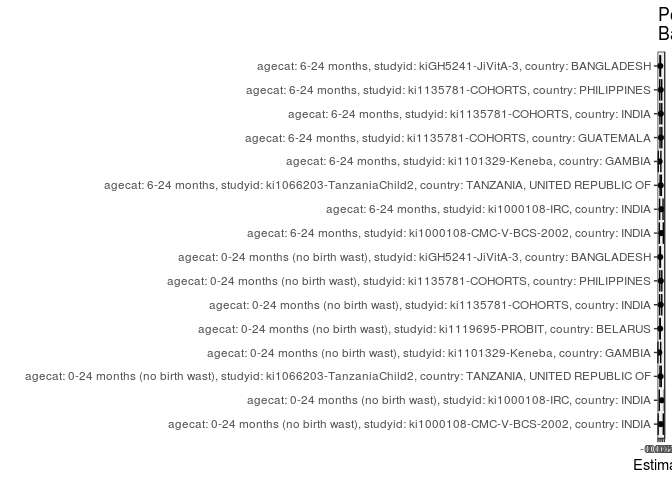 agecat: 6-24 months, studyid: kiGH5241-JiVitA-3, country: BANGLADESH
agecat: 6-24 months, studyid: ki1135781-COHORTS, country: PHILIPPINES
agecat: 6-24 months, studyid: ki1135781-COHORTS, country: INDIA
agecat: 6-24 months, studyid: ki1135781-COHORTS, country: GUATEMALA
agecat: 6-24 months, studyid: ki1101329-Keneba, country: GAMBIA
agecat: 6-24 months, studyid: ki1066203-TanzaniaChild2, country: TANZANIA, UNITED REPUBLIC OF
agecat: 6-24 months, studyid: ki1000108-IRC, country: INDIA
agecat: 6-24 months, studyid: ki1000108-CMC-V-BCS-2002, country: INDIA
agecat: 0-24 months (no birth wast), studyid: kiGH5241-JiVitA-3, country: BANGLADESH
agecat: 0-24 months (no birth wast), studyid: ki1135781-COHORTS, country: PHILIPPINES
agecat: 0-24 months (no birth wast), studyid: ki1135781-COHORTS, country: INDIA
agecat: 0-24 months (no birth wast), studyid: ki1119695-PROBIT, country: BELARUS
agecat: 0-24 months (no birth wast), studyid: ki1101329-Keneba, country: GAMBIA
agecat: 0-24 months (no birth wast), studyid: ki1066203-TanzaniaChild2, country: TANZANIA, UNITED REPUBLIC OF
agecat: 0-24 months (no birth wast), studyid: ki1000108-IRC, country: INDIA
agecat: 0-24 months (no birth wast), studyid: ki1000108-CMC-V-BCS-2002, country: INDIA